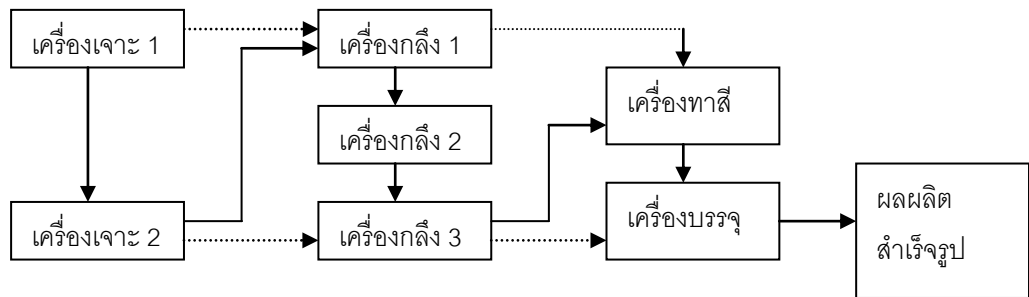 เครื่องเจาะ 1
เครื่องกลึง 1
เครื่องทาสี
เครื่องกลึง 2
เครื่องเจาะ 2
เครื่องกลึง 3
เครื่องบรรจุ
ผลผลิต
สำเร็จรูป